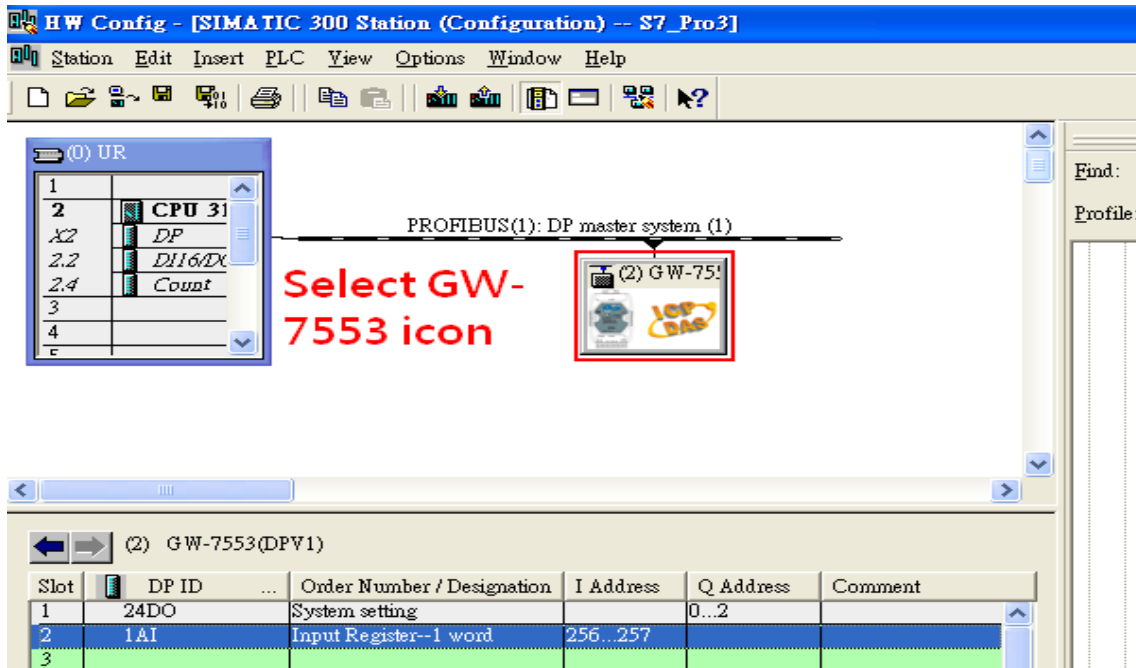 HW Config - [SIMATIC 300 Station (Configuration) -- S7_Pro3]
Station Edit Insert PLC View Options Window Help
(0) UR
1
2 CPU 31
X2 DP
2.2 DI16/DO
2.4 Count
3
4
5
PROFIBUS(1): DP master system (1)
(2) GW-755
ICP DAS
Select GW-
7553 icon
Find:
Profile:
(2) GW-7553(DPV1)
Slot DP ID ... Order Number / Designation I Address Q Address Comment
1 24DO System setting 0...2
2 1AI Input Register--1 word 256...257
3